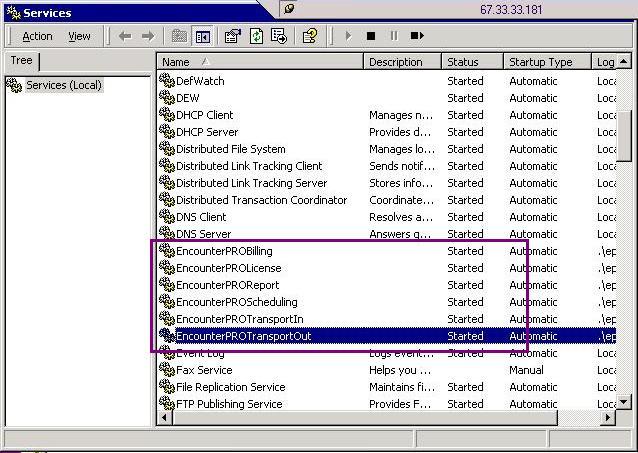 Services 67.33.33.181
Action View
Tree Name Description Status Startup Type Log
Services (Local)
DefWatch Started Automatic Loca
DEW Started Automatic Loca
DHCP Client Manages n... Started Automatic Loca
DHCP Server Provides d... Started Automatic Loca
Distributed File System Manages lo... Started Automatic Loca
Distributed Link Tracking Client Sends notif... Started Automatic Loca
Distributed Link Tracking Server Stores info... Started Automatic Loca
Distributed Transaction Coordinator Coordinate... Started Automatic Loca
DNS Client Resolves a... Started Automatic Loca
DNS Server Answers q... Started Automatic Loca
EncounterPROBilling Started Automatic .\ep
EncounterPROLicense Started Automatic .\ep
EncounterPROReport Started Automatic .\ep
EncounterPROScheduling Started Automatic .\ep
EncounterPROTransportIn Started Automatic .\ep
EncounterPROTransportOut Started Automatic .\ep
Event Log Logs event... Started Automatic Loca
Fax Service Helps you ... Manual Loca
File Replication Service Maintains fi... Started Automatic Loca
FTP Publishing Service Provides F... Started Automatic Loca